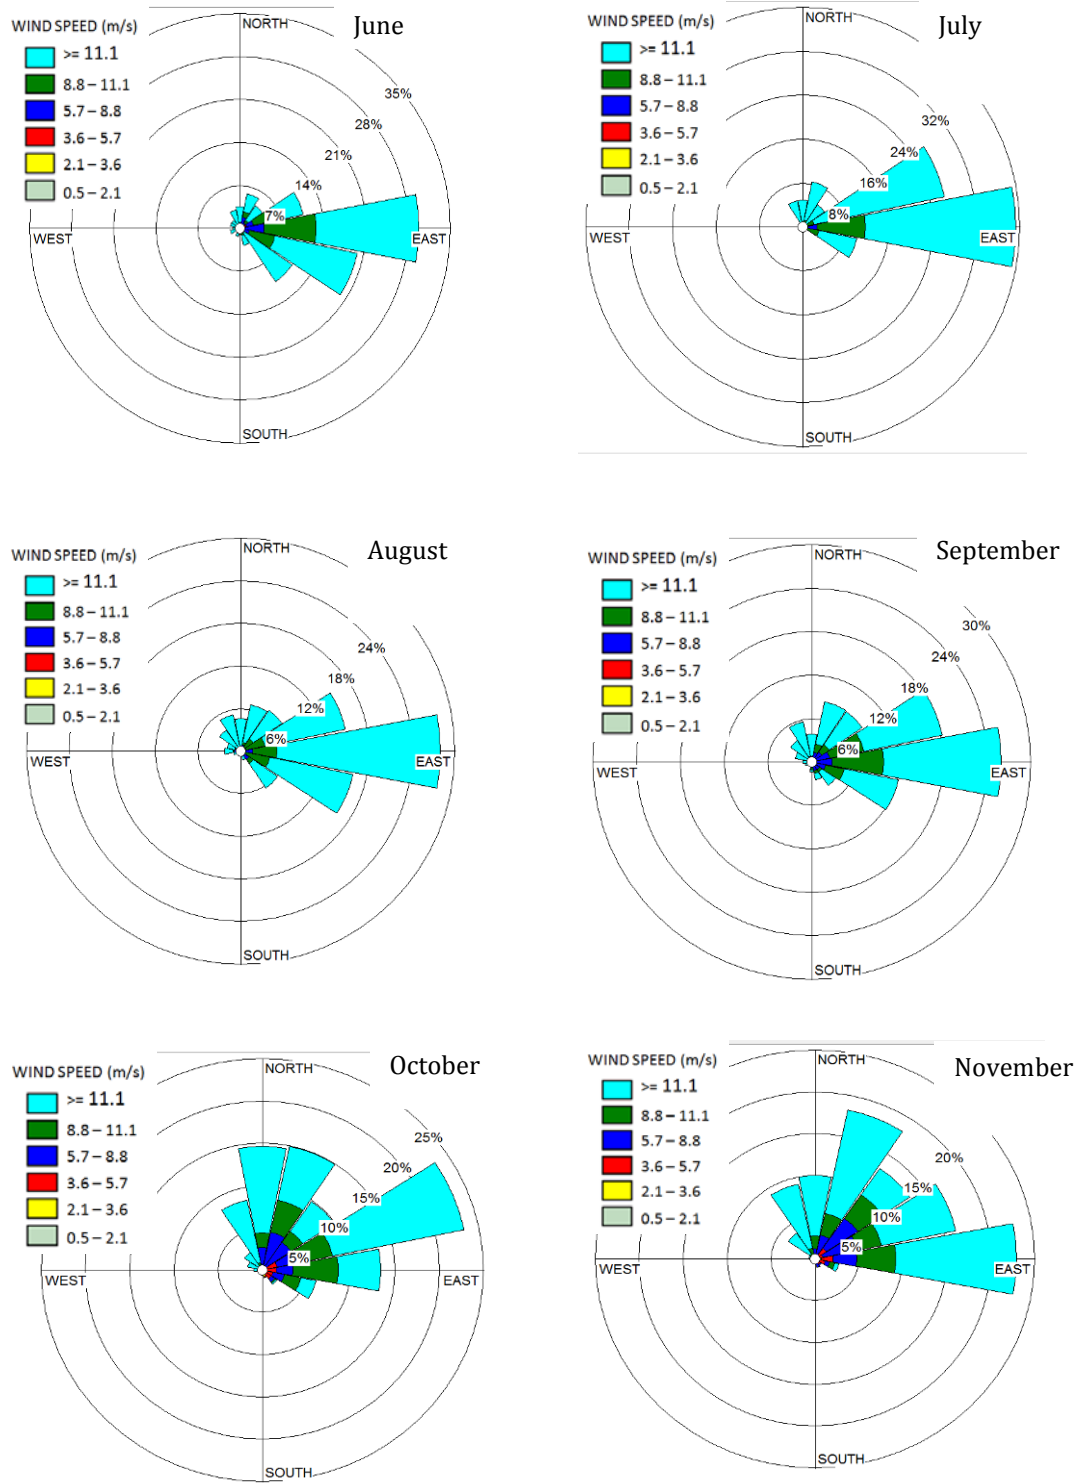 June
WIND SPEED (m/s)
>= 11.1
8.8 – 11.1
5.7 – 8.8
3.6 – 5.7
2.1 – 3.6
0.5 – 2.1
NORTH
35%
28%
21%
14%
7%
WEST
EAST
SOUTH
July
WIND SPEED (m/s)
>= 11.1
8.8 – 11.1
5.7 – 8.8
3.6 – 5.7
2.1 – 3.6
0.5 – 2.1
NORTH
32%
24%
16%
8%
WEST
EAST
SOUTH
August
WIND SPEED (m/s)
>= 11.1
8.8 – 11.1
5.7 – 8.8
3.6 – 5.7
2.1 – 3.6
0.5 – 2.1
NORTH
24%
18%
12%
6%
WEST
EAST
SOUTH
September
WIND SPEED (m/s)
>= 11.1
8.8 – 11.1
5.7 – 8.8
3.6 – 5.7
2.1 – 3.6
0.5 – 2.1
NORTH
30%
24%
18%
12%
6%
WEST
EAST
SOUTH
October
WIND SPEED (m/s)
>= 11.1
8.8 – 11.1
5.7 – 8.8
3.6 – 5.7
2.1 – 3.6
0.5 – 2.1
NORTH
25%
20%
15%
10%
5%
WEST
EAST
SOUTH
November
WIND SPEED (m/s)
>= 11.1
8.8 – 11.1
5.7 – 8.8
3.6 – 5.7
2.1 – 3.6
0.5 – 2.1
NORTH
20%
15%
10%
5%
WEST
EAST
SOUTH